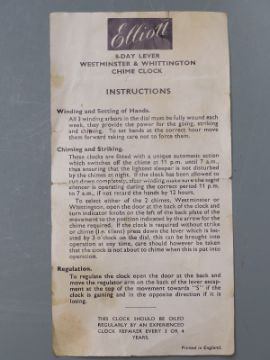 Elliott
8-DAY LEVER
WESTMINSTER & WHITTINGTON
CHIME CLOCK
INSTRUCTIONS
Winding and Setting of Hands.
All 3 winding arbors in the dial must be fully wound each
week, they provide the power for the going, striking
and chiming. To set hands at the correct hour move
them forward taking care not to force them.
Chiming and Striking.
These clocks are fitted with a unique automatic action
which switches off the chime at 11 p.m. until 7 a.m.,
thus ensuring that the lightest sleeper is not disturbed
by the chimes at night. If the clock has been allowed to
run down completely, after winding make sure the night
silencer is operating during the correct period 11 p.m.
to 7 a.m., if not retard the hands by 12 hours.
To select either of the 2 chimes, Westminster or
Whittington, open the door at the back of the clock and
turn indicator knobs on the left of the back plate of the
movement to the position indicated by the arrow for the
chime required. If the clock is required without strike
or chime (i.e. silent) press down the lever which is loc-
ated by 3 o'clock on the dial, this can be brought into
operation at any time, care should however be taken
that the clock is not about to chime when this is put into
operation.
Regulation.
To regulate the clock open the door at the back and
move the regulator arm on the back of the lever escap-
ment at the top of the movement towards "S" if the
clock is gaining and in the opposite direction if it is
losing.
THIS CLOCK SHOULD BE OILED
REGULARLY BY AN EXPERIENCED
CLOCK REPAIRER EVERY 3 OR 4
YEARS.
Printed in England.